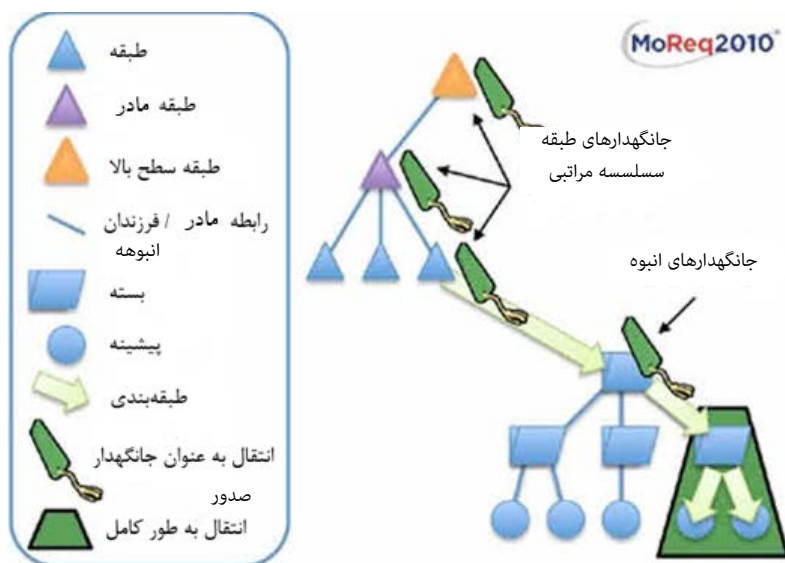 MoReq2010
طبقه
طبقه مادر
طبقه سطح بالا
رابطه مادر / فرزندان
انبوهه
بسته
پیشینه
طبقه‌بندی
انتقال به عنوان جانگهدار
صدور
انتقال به طور کامل
جانگهدارهای طبقه
سسلسسه مراتبی
جانگهدارهای انبوه